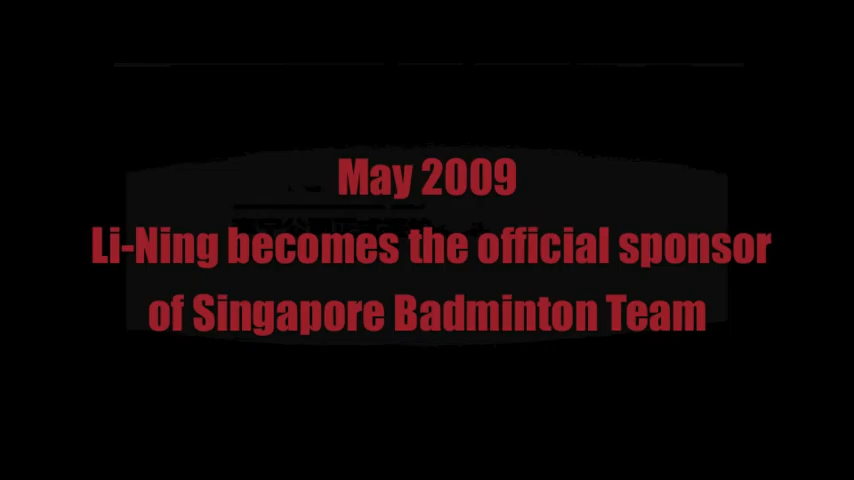 May 2009
Li-Ning becomes the official sponsor
of Singapore Badminton Team